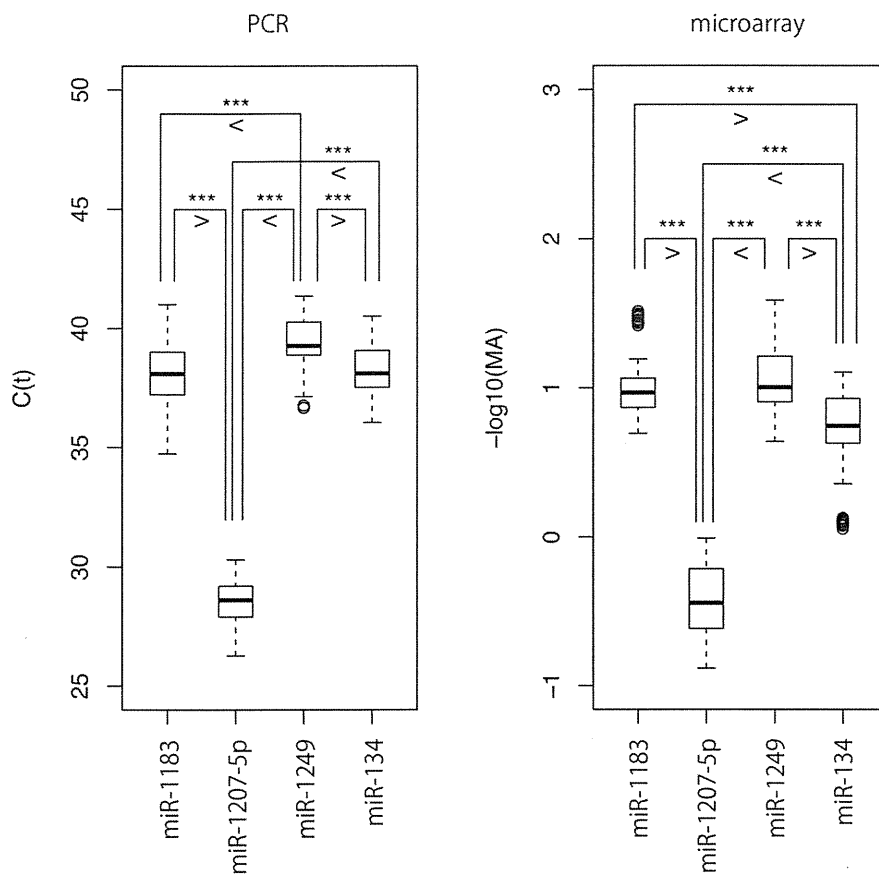 PCR
microarray
C(t)
50
45
40
35
30
25
***
<
***
<
***
>
***
<
***
>
miR-1183
miR-1207-5p
miR-1249
miR-134
−log10(MA)
3
2
1
0
−1
***
>
***
<
***
>
***
<
***
>
miR-1183
miR-1207-5p
miR-1249
miR-134